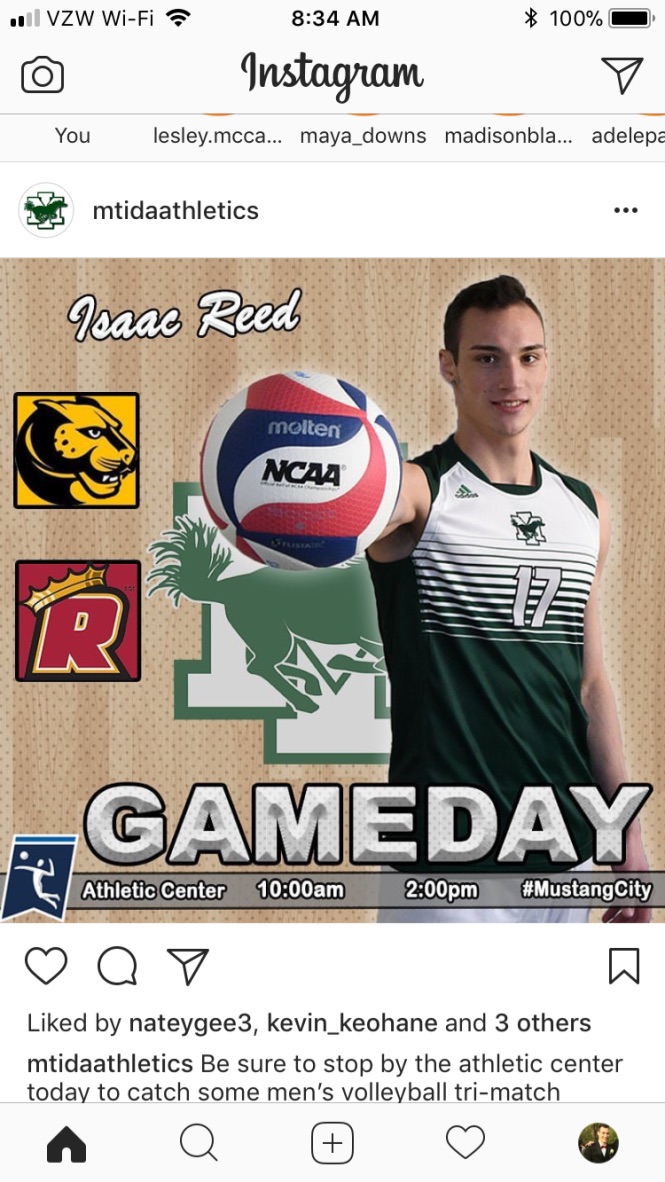 VZW Wi-Fi 8:34 AM 100%
Instagram
You lesley.mcca... maya_downs madisonbla... adelepa
mtidaathletics
Isaac Reed
molten
NCAA
adidas
17
R
GAMEDAY
Athletic Center 10:00am 2:00pm #MustangCity
Liked by nateygee3, kevin_keohane and 3 others
mtidaathletics Be sure to stop by the athletic center
today to catch some men's volleyball tri-match